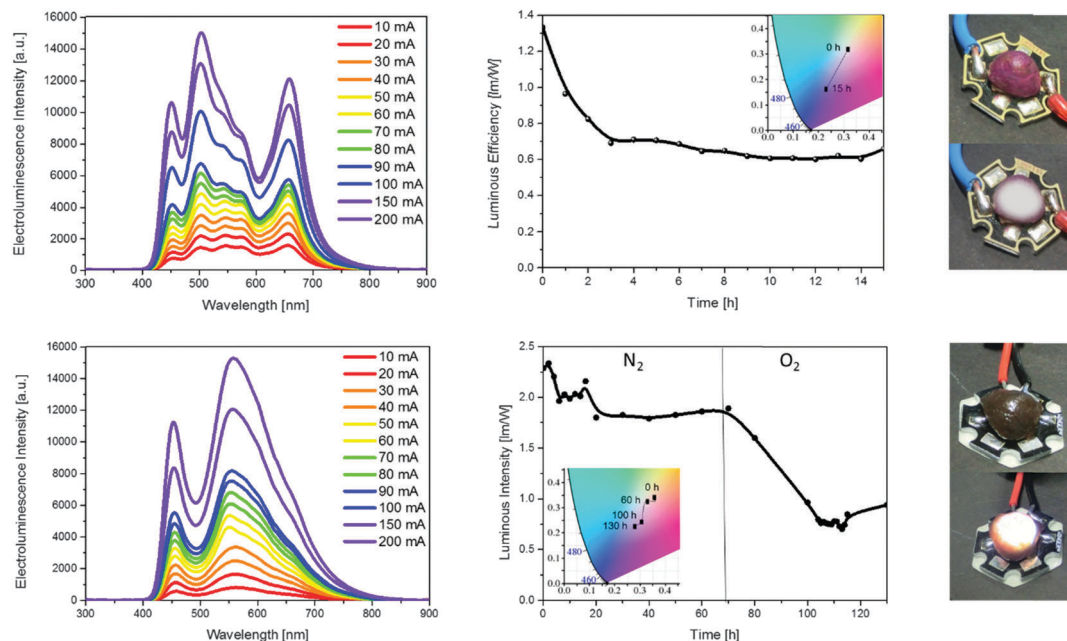 Electroluminescence Intensity [a.u.]
16000
14000
12000
10000
8000
6000
4000
2000
0
300 400 500 600 700 800 900
Wavelength [nm]
10 mA
20 mA
30 mA
40 mA
50 mA
60 mA
70 mA
80 mA
90 mA
100 mA
150 mA
200 mA
Luminous Efficiency [lm/W]
1.4
1.2
1.0
0.8
0.6
0.4
0.2
0.0
0 2 4 6 8 10 12 14
Time [h]
0.4
0.3
0.2
0.1
0.0
0.0 0.1 0.2 0.3 0.4
0 h
15 h
480
460
Electroluminescence Intensity [a.u.]
16000
14000
12000
10000
8000
6000
4000
2000
0
300 400 500 600 700 800 900
Wavelength [nm]
10 mA
20 mA
30 mA
40 mA
50 mA
60 mA
70 mA
80 mA
90 mA
100 mA
150 mA
200 mA
Luminous Intensity [lm/W]
2.5
2.0
1.5
1.0
0.5
0.0
0 20 40 60 80 100 120
Time [h]
N₂
O₂
0.4
0.3
0.2
0.1
0.0
0.0 0.1 0.2 0.3 0.4
0 h
60 h
100 h
130 h
480
460